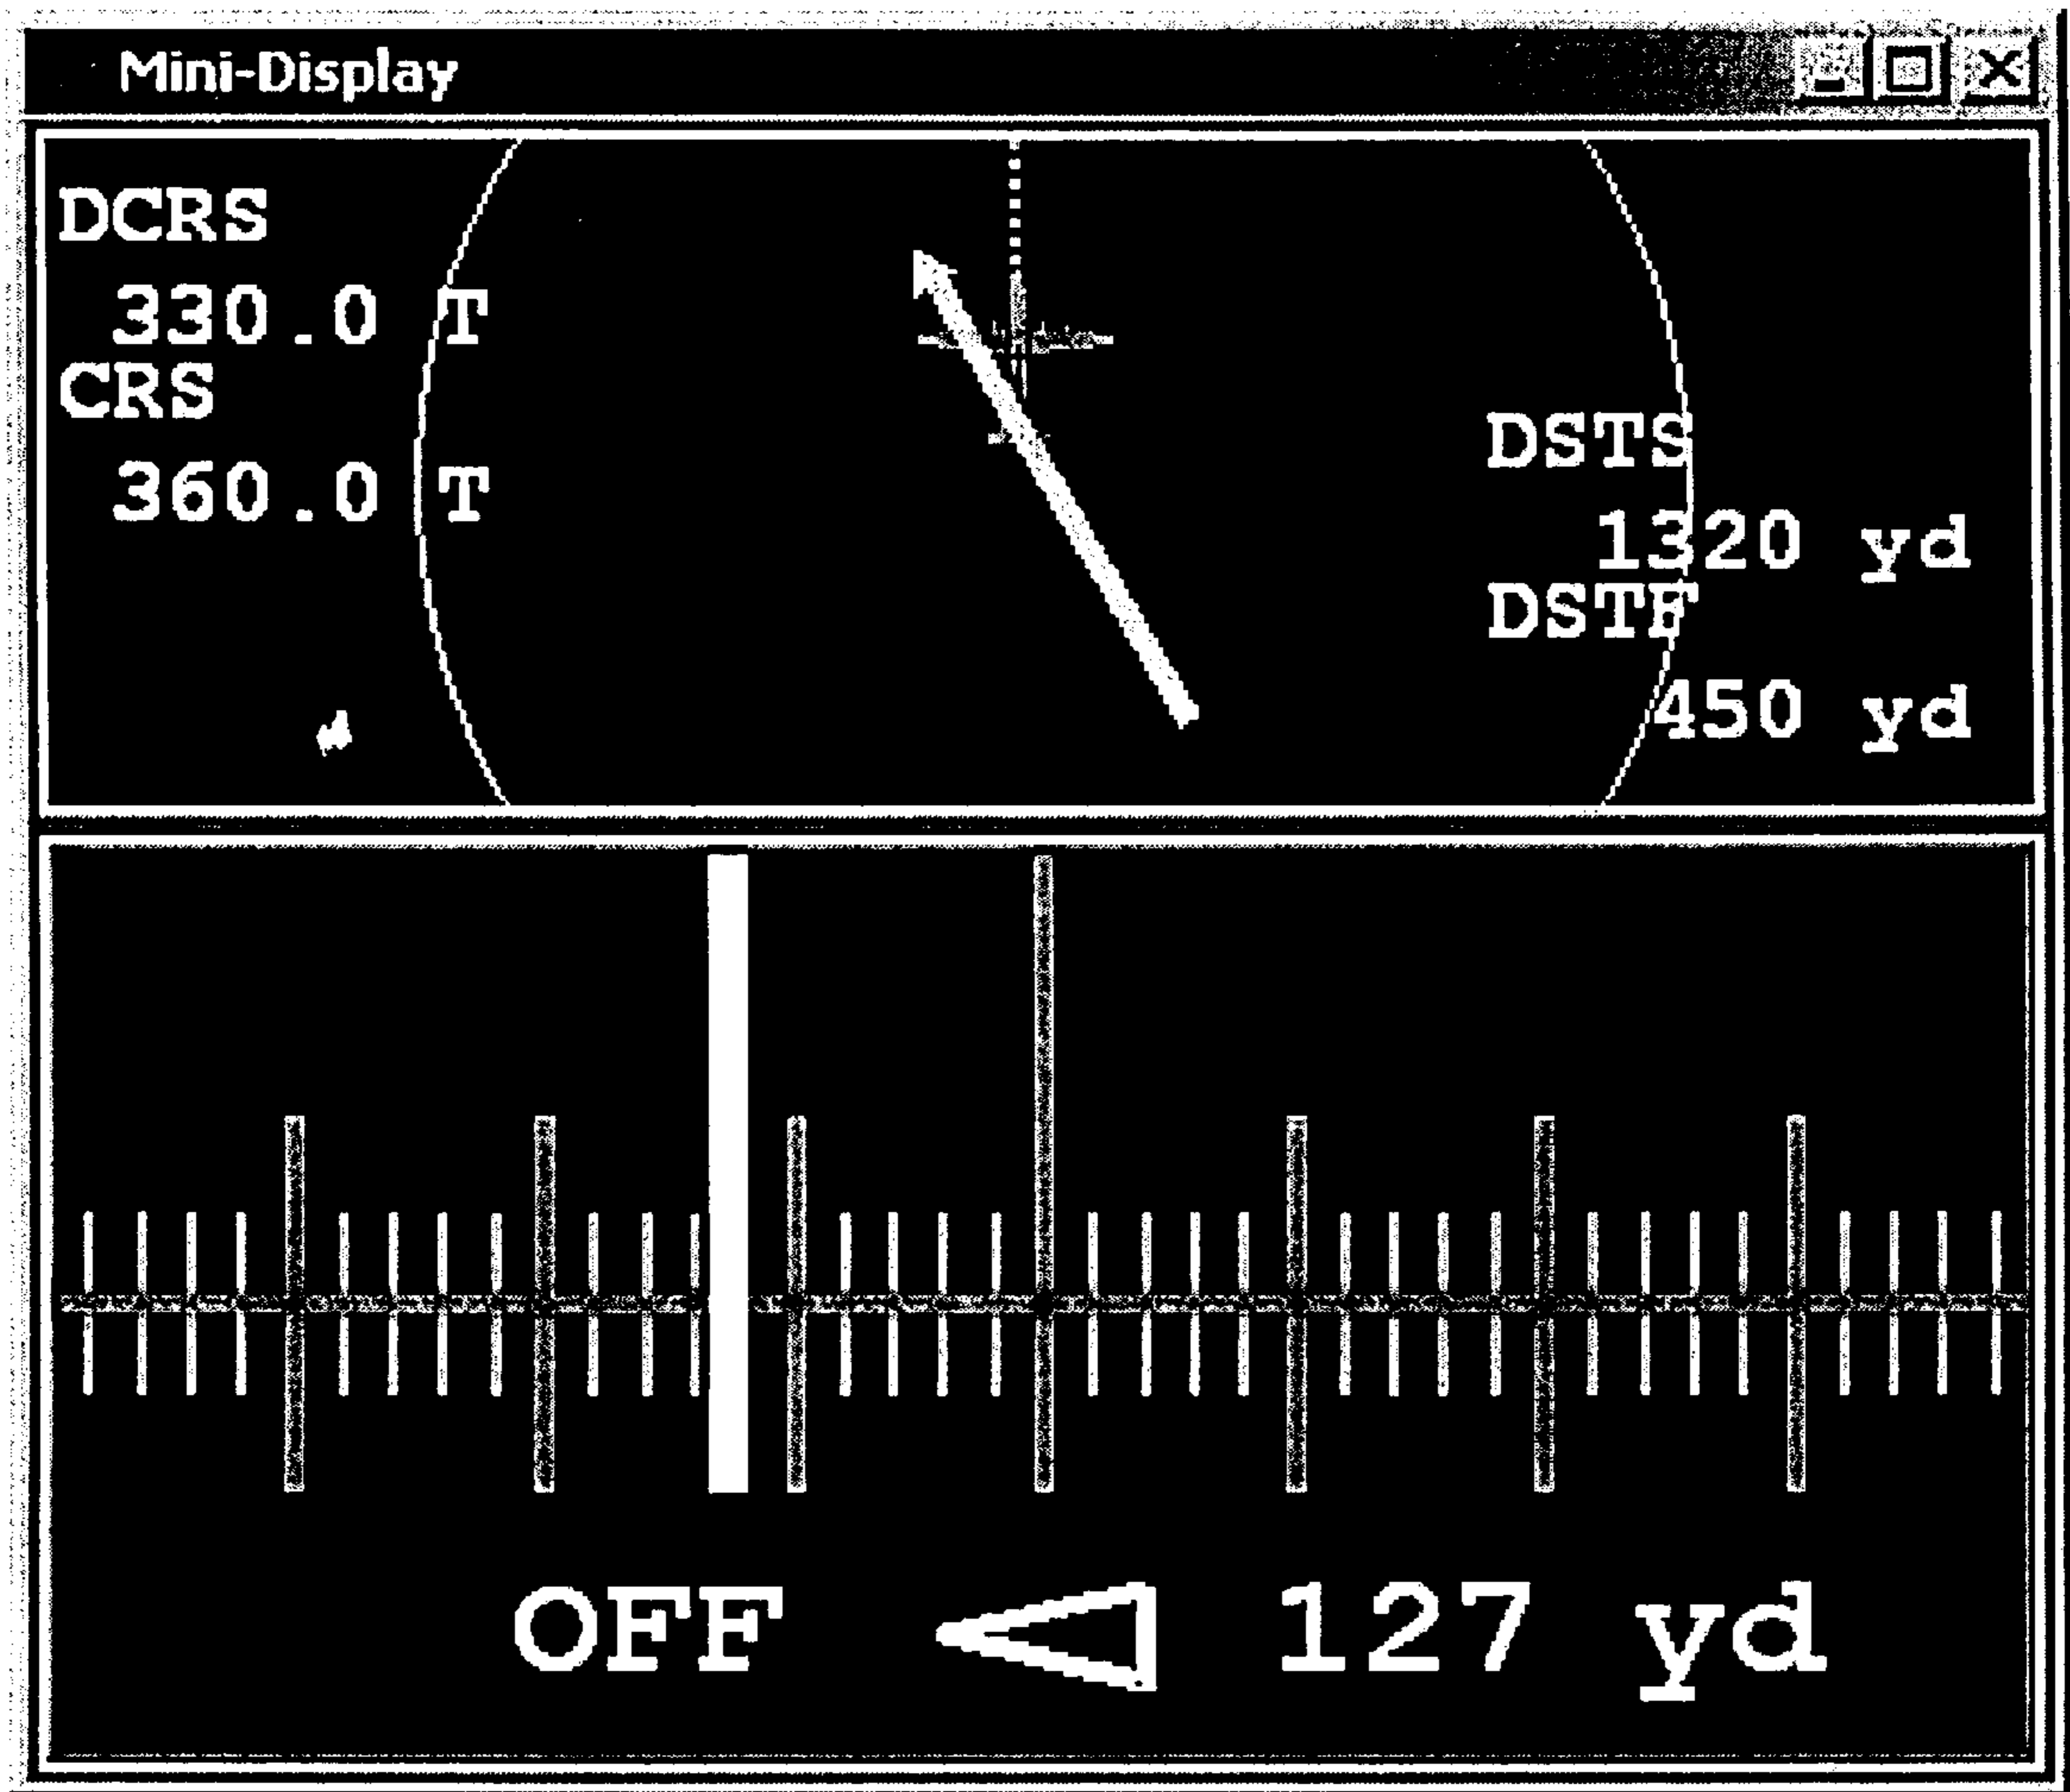 Mini-Display
DCRS
330.0 T
CRS
360.0 T
DSTS
1320 yd
DSTF
450 yd
OFF 127 yd